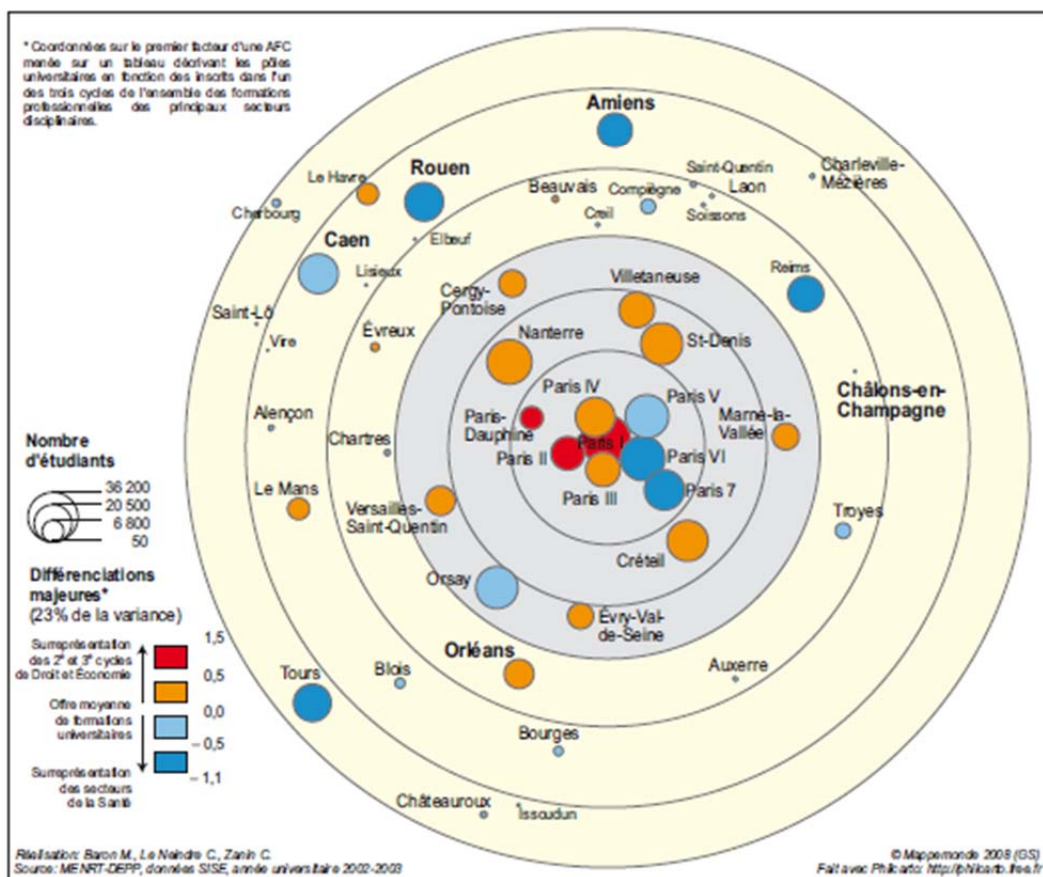 * Coordonnées sur le premier facteur d'une AFC
menée sur un tableau décrivant les pôles
universitaires en fonction des inscrits dans l'un
des trois cycles de l'ensemble des formations
professionnelles des principaux secteurs
disciplinaires.
Amiens
Saint-Quentin
Charleville-
Mézières
Le Havre
Rouen
Beauvais
Compiègne
Laon
Cherbourg
Creil
Soissons
Elbeuf
Caen
Lisieux
Reims
Villetaneuse
Cergy-
Pontoise
Saint-Lô
Vire
Évreux
Nanterre
St-Denis
Paris IV
Paris V
Châlons-en-
Champagne
Alençon
Paris-
Dauphine
Marne-la-
Vallée
Chartres
Paris I
Paris II
Paris VI
Paris III
Paris 7
Nombre
d'étudiants
36 200
20 500
6 800
50
Le Mans
Versailles-
Saint-Quentin
Troyes
Créteil
Orsay
Évry-Val-
de-Seine
Différenciations
majeures*
(23% de la variance)
Surreprésentation
des 2e et 3e cycles
de Droit et Économie
Offre moyenne
de formations
universitaires
Surreprésentation
des secteurs
de la Santé
1,5
0,5
0,0
– 0,5
– 1,1
Orléans
Tours
Blois
Auxerre
Bourges
Châteauroux
Issoudun
Réalisation: Baron M., Le Neindre C., Zanin C.
Source: MENRT-DEPP, données SISE, année universitaire 2002-2003
© Mappemonde 2008 (GS)
Fait avec Philcarto: http://philcarto.free.fr